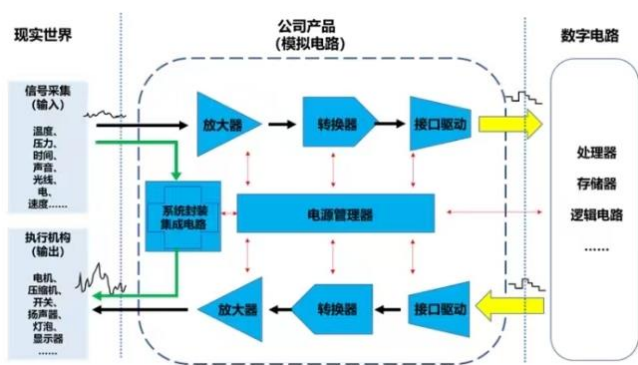 现实世界
公司产品
（模拟电路）
数字电路
信号采集
（输入）
温度、
压力、
时间、
声音、
光线、
电、
速度……
放大器
转换器
接口驱动
系统封装
集成电路
电源管理器
处理器
存储器
逻辑电路
……
执行机构
（输出）
电机、
压缩机、
开关、
扬声器、
灯泡、
显示器
……
放大器
转换器
接口驱动